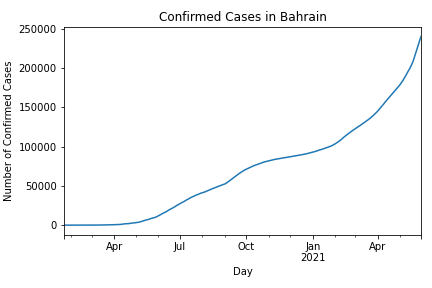 Confirmed Cases in Bahrain
Number of Confirmed Cases
250000
200000
150000
100000
50000
0
Apr
Jul
Oct
Jan
2021
Apr
Day